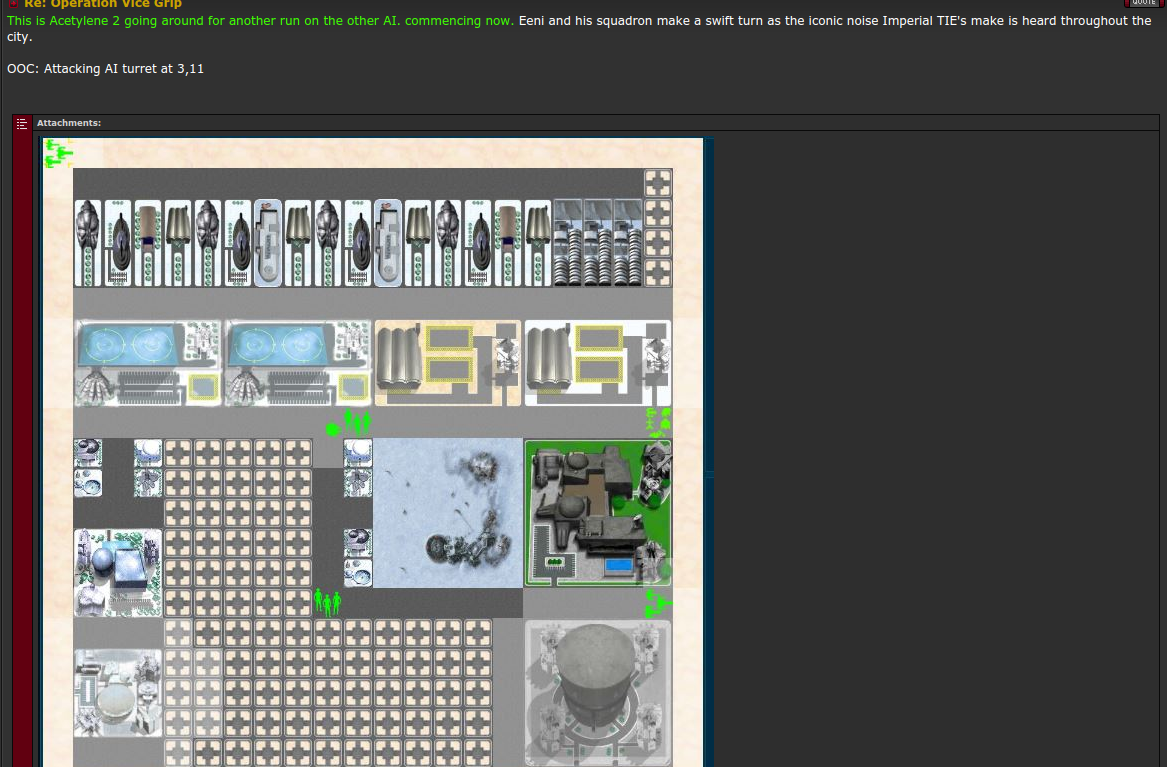 Re: Operation Vice Grip
QUOTE
This is Acetylene 2 going around for another run on the other AI. commencing now. Eeni and his squadron make a swift turn as the iconic noise Imperial TIE's make is heard throughout the
city.
OOC: Attacking AI turret at 3,11
Attachments: